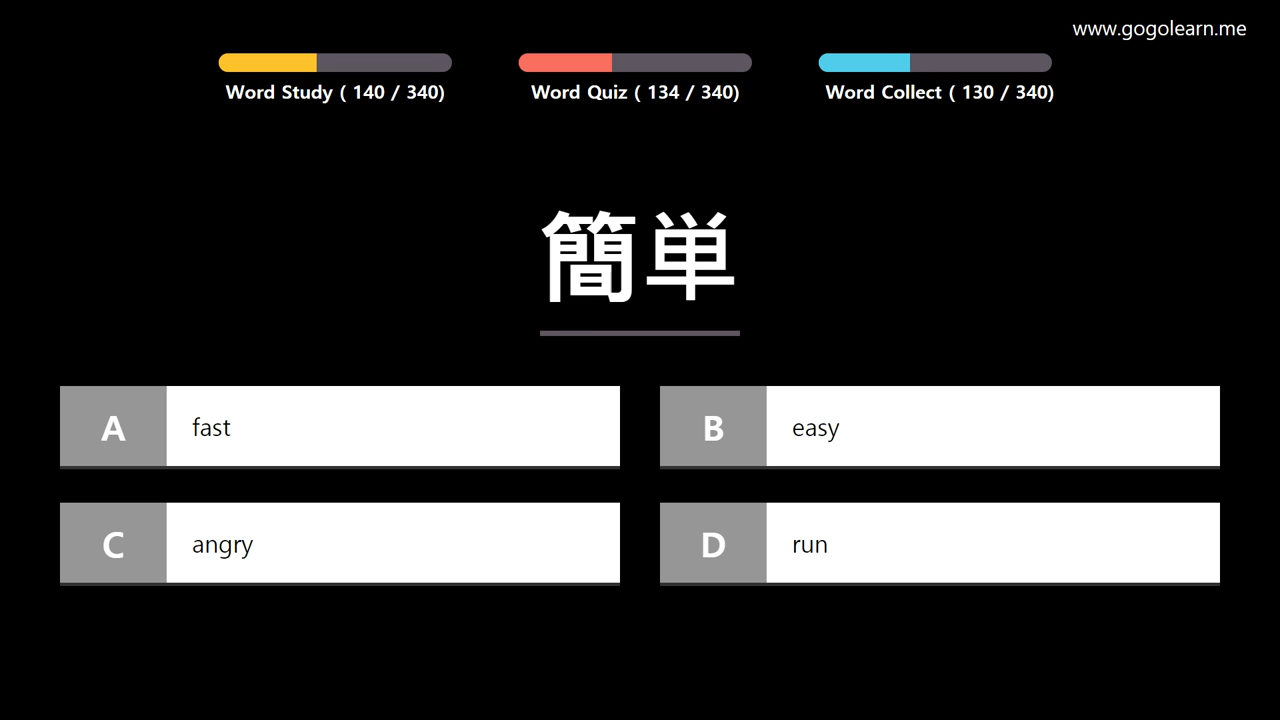 www.gogolearn.me
Word Study ( 140 / 340)
Word Quiz ( 134 / 340)
Word Collect ( 130 / 340)
簡単
A fast
B easy
C angry
D run